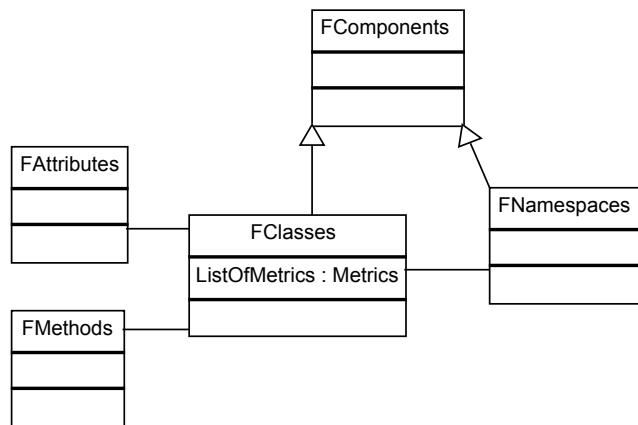 FComponents
FAttributes
FNamespaces
FClasses
ListOfMetrics : Metrics
FMethods